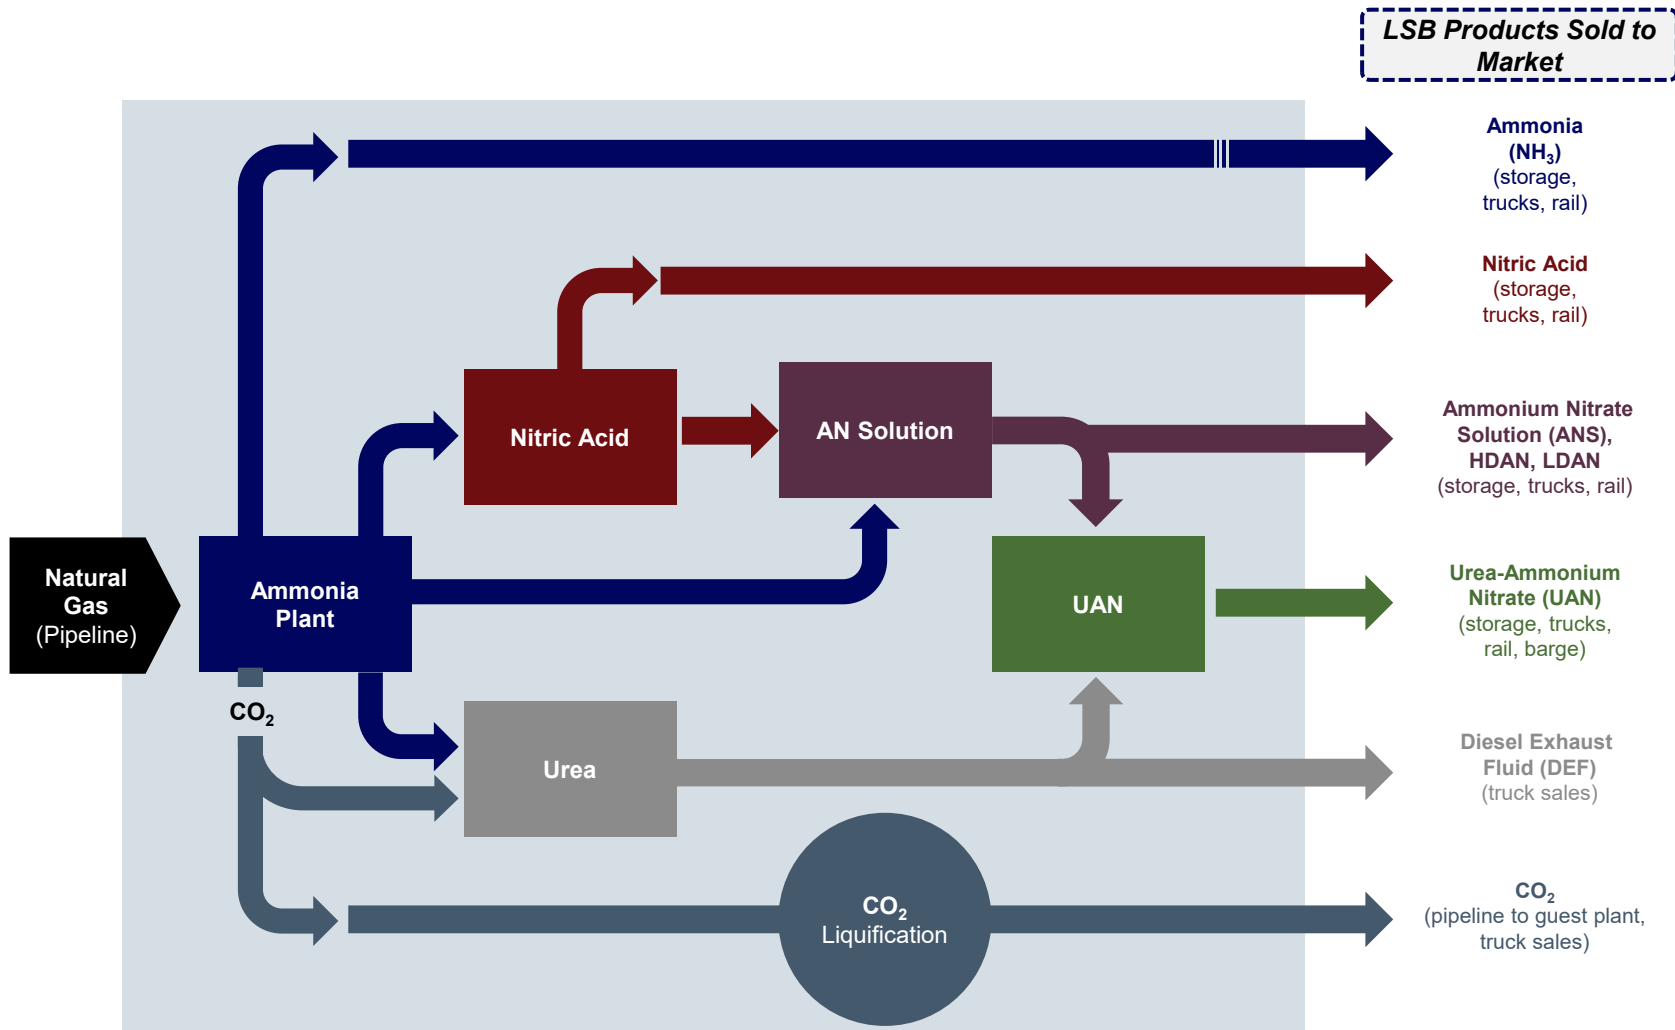 LSB Products Sold to
Market
Ammonia
(NH₃)
(storage,
trucks, rail)
Nitric Acid
(storage,
trucks, rail)
Nitric Acid
AN Solution
Ammonium Nitrate
Solution (ANS),
HDAN, LDAN
(storage, trucks, rail)
Natural
Gas
(Pipeline)
Ammonia
Plant
UAN
Urea-Ammonium
Nitrate (UAN)
(storage, trucks,
rail, barge)
CO₂
Urea
Diesel Exhaust
Fluid (DEF)
(truck sales)
CO₂
Liquification
CO₂
(pipeline to guest plant,
truck sales)